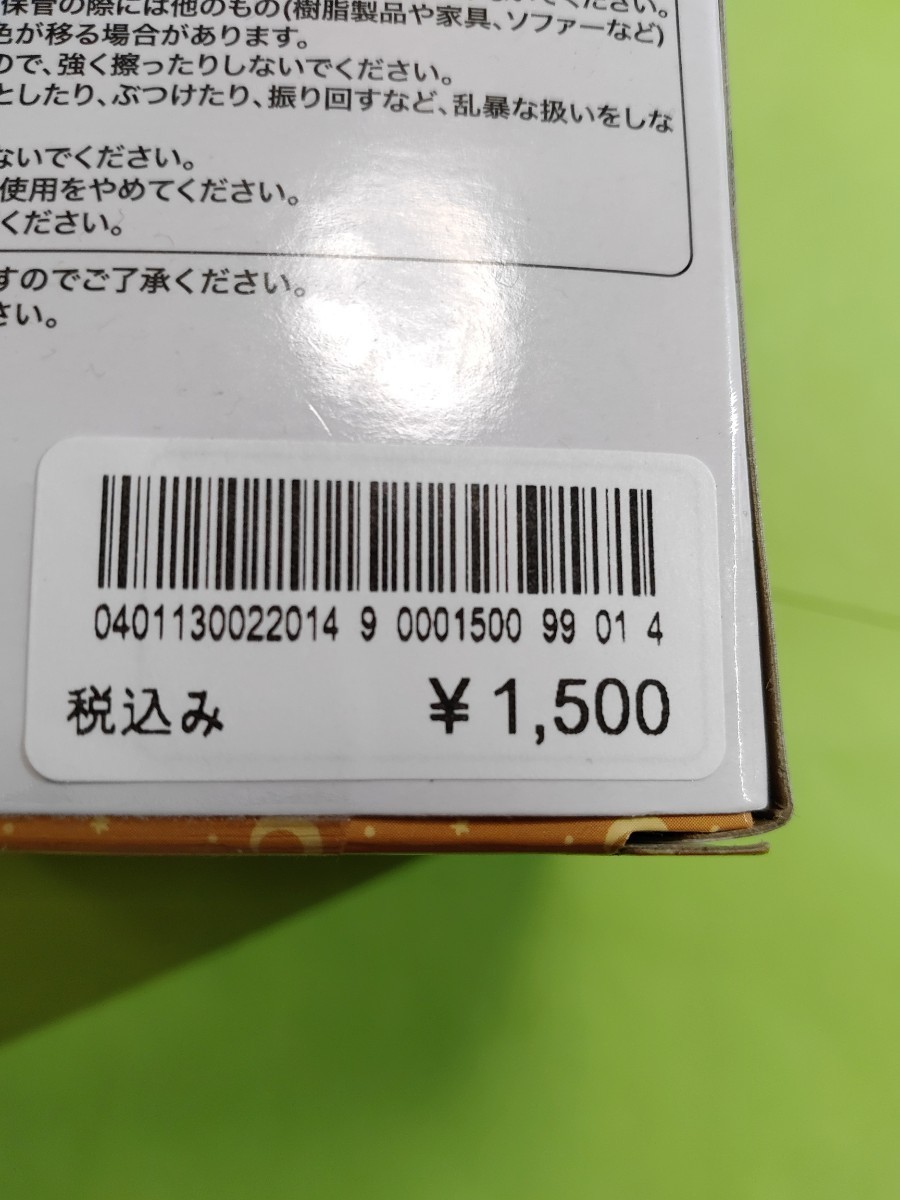 ください。
保管の際には他のもの(樹脂製品や家具、ソファーなど)
色が移る場合があります。
ので、強く擦ったりしないでください。
としたり、ぶつけたり、振り回すなど、乱暴な扱いをしな
ないでください。
使用をやめてください。
ください。
すのでご了承ください。
さい。
0401130022014 9 0001500 99 01 4
税込み ¥1,500